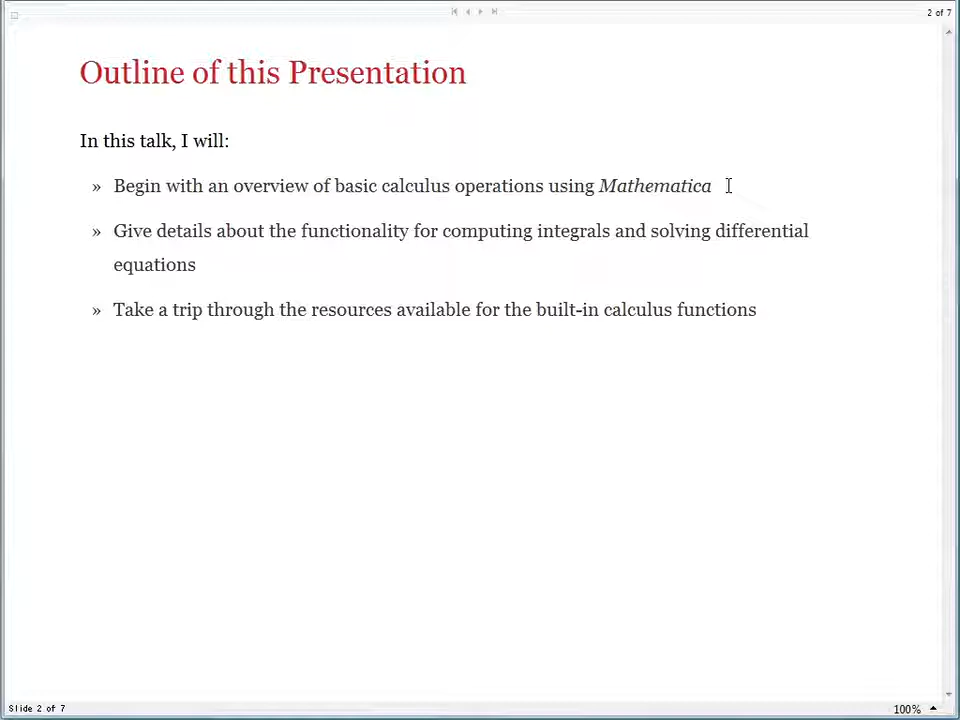 2 of 7
Outline of this Presentation
In this talk, I will:
» Begin with an overview of basic calculus operations using Mathematica
» Give details about the functionality for computing integrals and solving differential
equations
» Take a trip through the resources available for the built-in calculus functions
Slide 2 of 7
100%